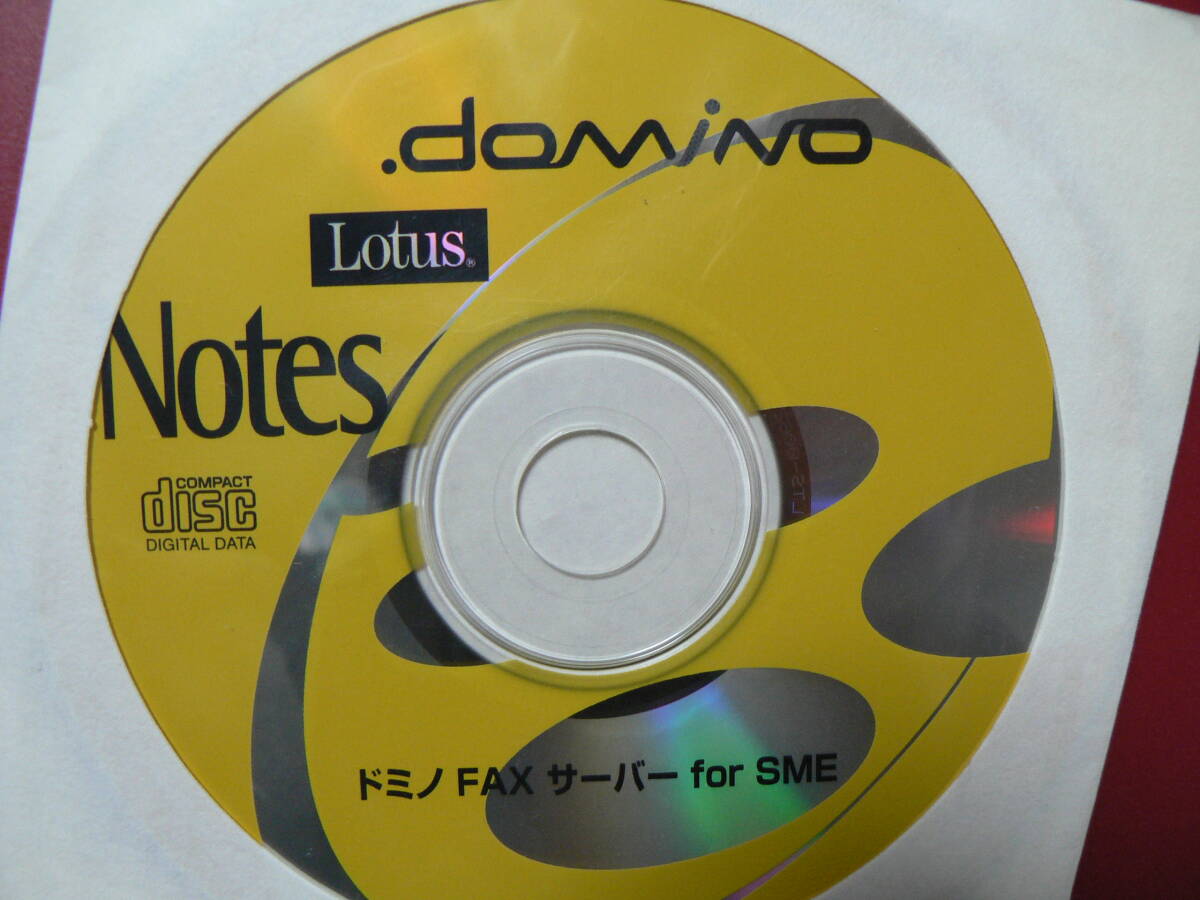 .domino
Lotus®
Notes
COMPACT
disc
DIGITAL DATA
ドミノ FAX サーバー for SME